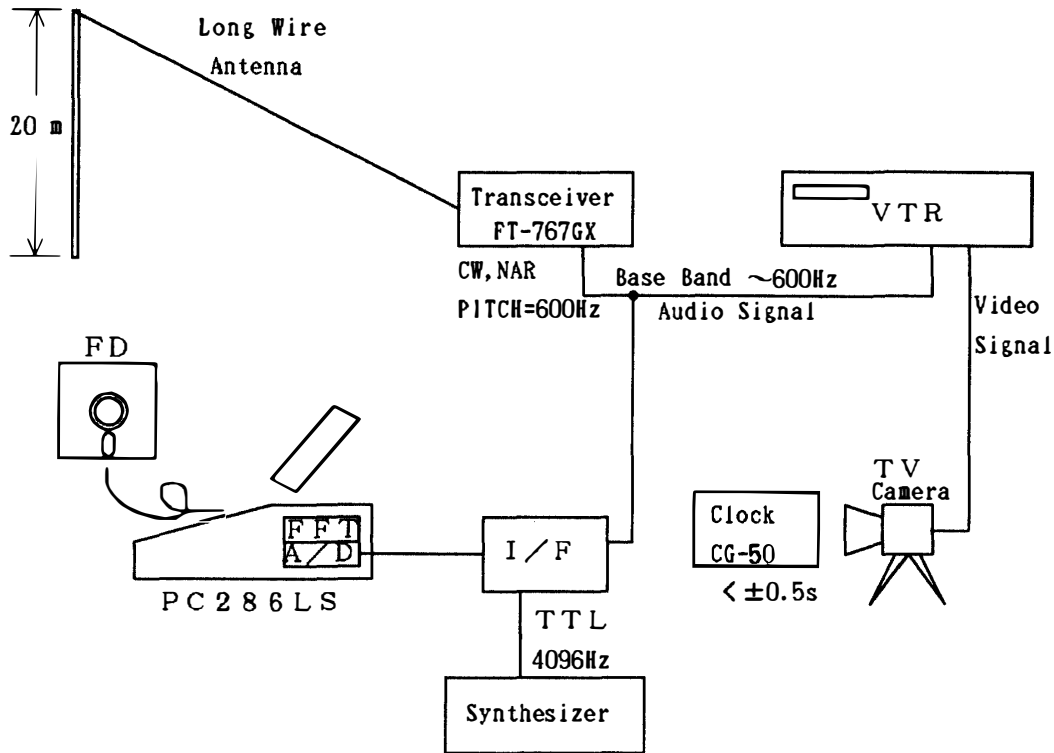 Long Wire
Antenna
20 m
Transceiver
FT-767GX
VTR
CW,NAR
PITCH=600Hz
Base Band ～600Hz
Audio Signal
Video
Signal
FD
TV
Camera
Clock
CG-50
＜±0.5s
FFT
A／D
I／F
PC286LS
TTL
4096Hz
Synthesizer